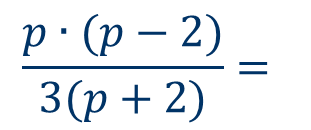 p · (p − 2)
3(p + 2) =